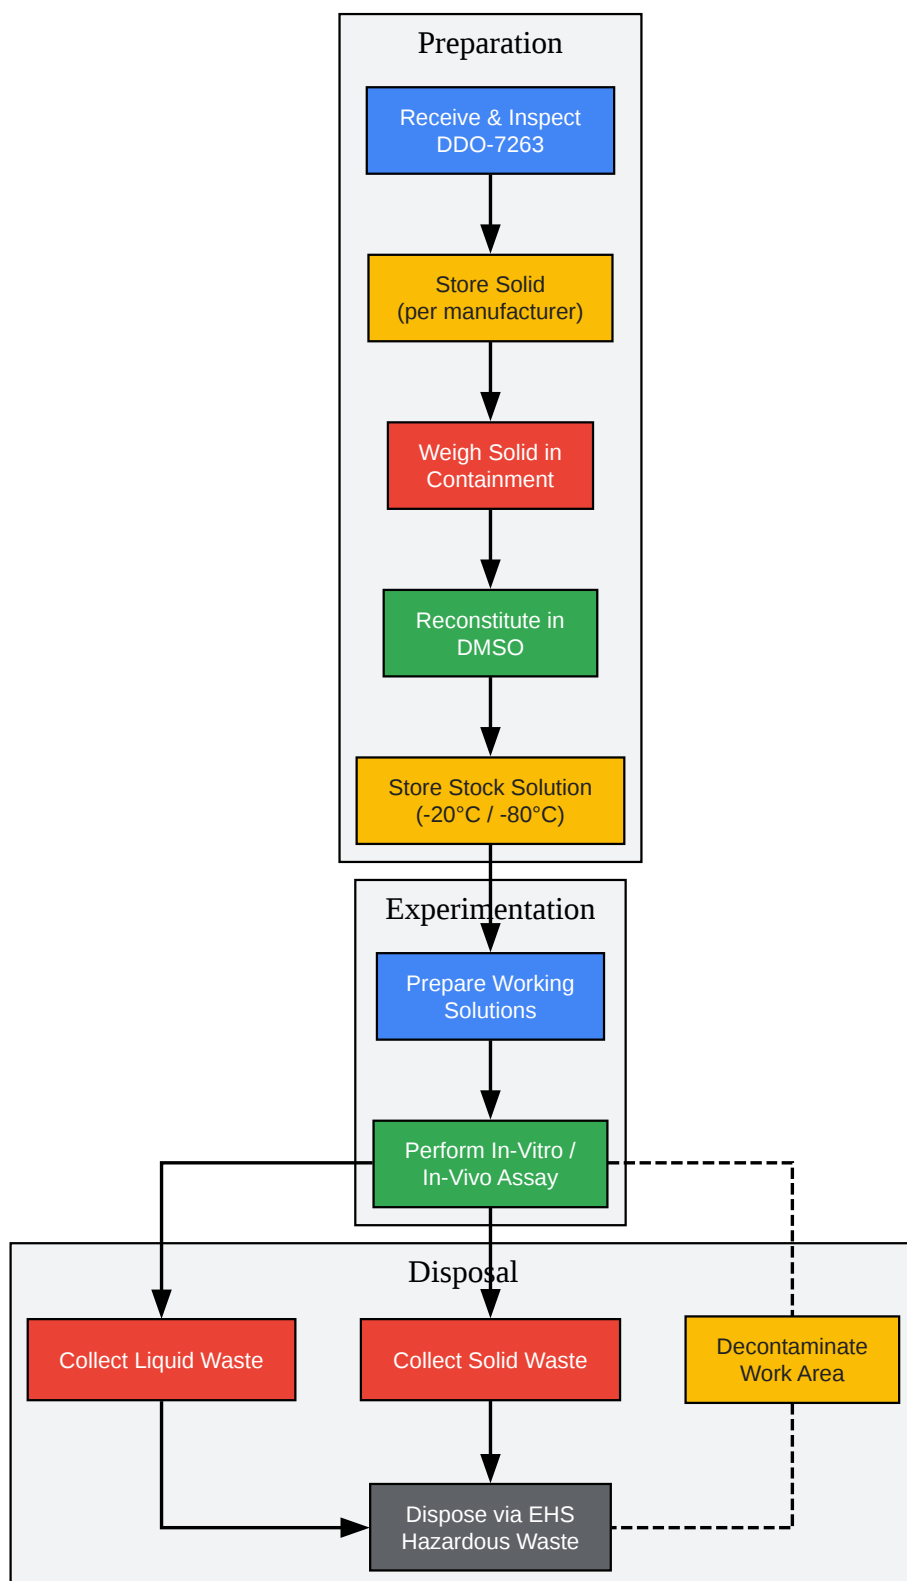 Preparation
Receive & Inspect
DDO-7263
Store Solid
(per manufacturer)
Weigh Solid in
Containment
Reconstitute in
DMSO
Store Stock Solution
(-20°C / -80°C)
Experimentation
Prepare Working
Solutions
Perform In-Vitro /
In-Vivo Assay
Disposal
Collect Liquid Waste
Collect Solid Waste
Decontaminate
Work Area
Dispose via EHS
Hazardous Waste